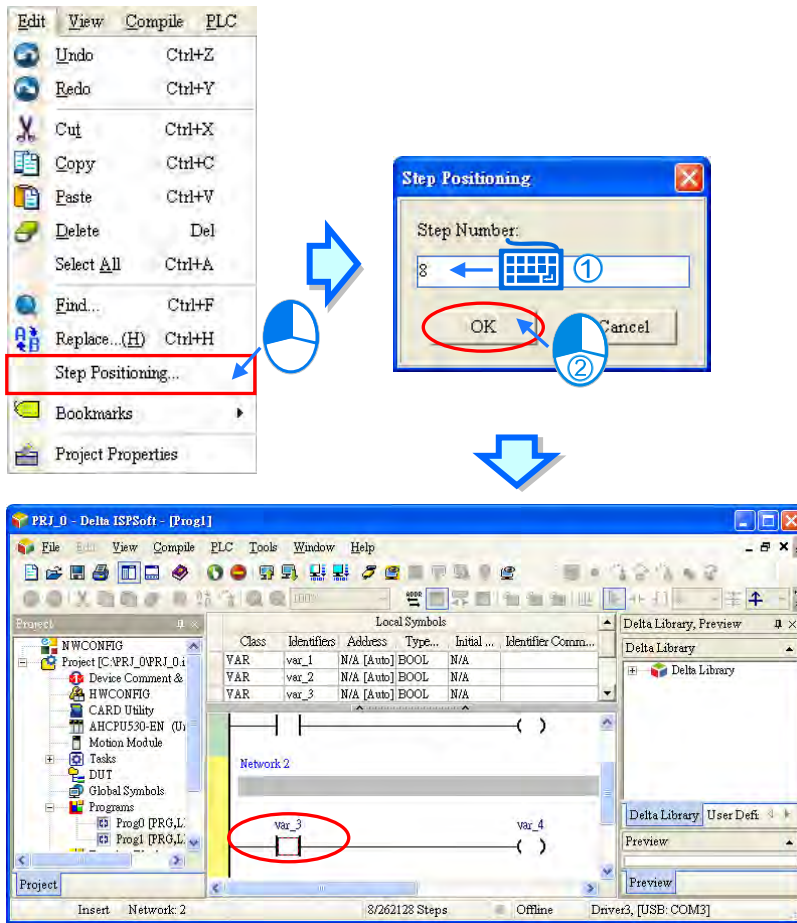 Edit View Compile PLC
Undo Ctrl+Z
Redo Ctrl+Y
Cut Ctrl+X
Copy Ctrl+C
Paste Ctrl+V
Delete Del
Select All Ctrl+A
Find... Ctrl+F
Replace...(H) Ctrl+H
Step Positioning...
Bookmarks
Project Properties
Step Positioning
Step Number:
8
①
OK Cancel
②
PRJ_0 - Delta ISPSoft - [Prog1]
File Edit View Compile PLC Tools Window Help
100%
Project
NWCONFIG
Project [C:\PRJ_0\PRJ_0.i
Device Comment &
HWCONFIG
CARD Utility
AHCPU530-EN (U
Motion Module
Tasks
DUT
Global Symbols
Programs
Prog0 [PRG,L
Prog1 [PRG,L
Project
Local Symbols
Class Identifiers Address Type... Initial ... Identifier Comm...
VAR var_1 N/A [Auto] BOOL N/A
VAR var_2 N/A [Auto] BOOL N/A
VAR var_3 N/A [Auto] BOOL N/A
Network 2
var_3 var_4
Delta Library, Preview
Delta Library
Delta Library
Delta Library User Defi
Preview
Preview
Insert Network: 2 8/262128 Steps Offline Driver3, [USB: COM3]